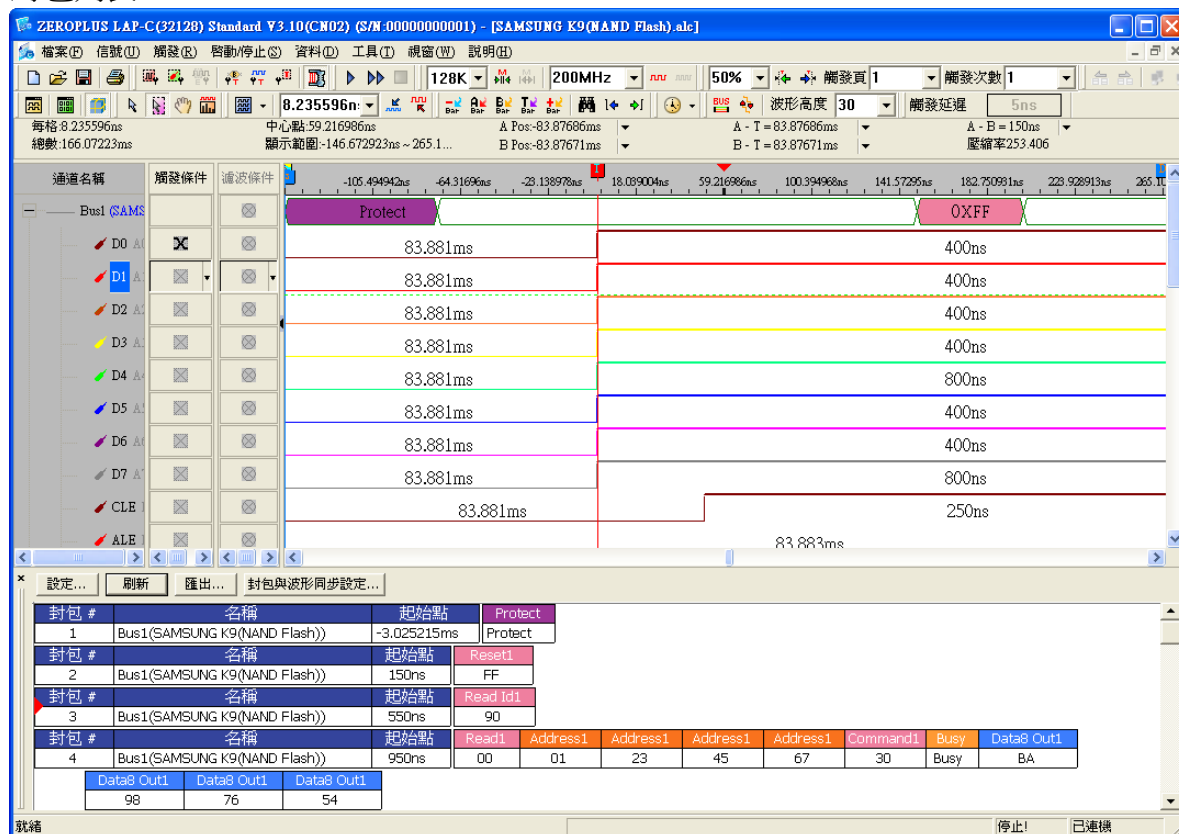 ZEROPLUS LAP-C(32128) Standard V3.10(CN02) (S/N:00000000001) - [SAMSUNG K9(NAND Flash).alc]
檔案(F) 信號(U) 觸發(R) 啓動/停止(S) 資料(D) 工具(T) 視窗(W) 説明(H)
128K 200MHz 50% 觸發頁 1 觸發次數 1
8.235596n: Bar Bar Bar Bar Bar BUS 波形高度 30 觸發延遲 5ns
每格:8.235596ns 中心點:59.216986ns A Pos:-83.87686ms A - T = 83.87686ms A - B = 150ns
總數:166.07223ms 顯示範圍:-146.672923ns ~ 265.1... B Pos:-83.87671ms B - T = 83.87671ms 壓縮率253.406
通道名稱 觸發條件 濾波條件 -105.494942ns -64.31696ns -23.138978ns 18.039004ns 59.216986ns 100.394968ns 141.57295ns 182.750931ns 223.928913ns 265.10
Bus1 (SAMS Protect 0XFF
D0 83.881ms 400ns
D1 83.881ms 400ns
D2 83.881ms 400ns
D3 83.881ms 400ns
D4 83.881ms 800ns
D5 83.881ms 400ns
D6 83.881ms 400ns
D7 83.881ms 800ns
CLE 83.881ms 250ns
ALE 83.883ms
設定... 刷新 匯出... 封包與波形同步設定...
封包 # 名稱 起始點 Protect
1 Bus1(SAMSUNG K9(NAND Flash)) -3.025215ms Protect
封包 # 名稱 起始點 Reset1
2 Bus1(SAMSUNG K9(NAND Flash)) 150ns FF
封包 # 名稱 起始點 Read Id1
3 Bus1(SAMSUNG K9(NAND Flash)) 550ns 90
封包 # 名稱 起始點 Read1 Address1 Address1 Address1 Address1 Command1 Busy Data8 Out1
4 Bus1(SAMSUNG K9(NAND Flash)) 950ns 00 01 23 45 67 30 Busy BA
Data8 Out1 Data8 Out1 Data8 Out1
98 76 54
就緒 停止! 已連機